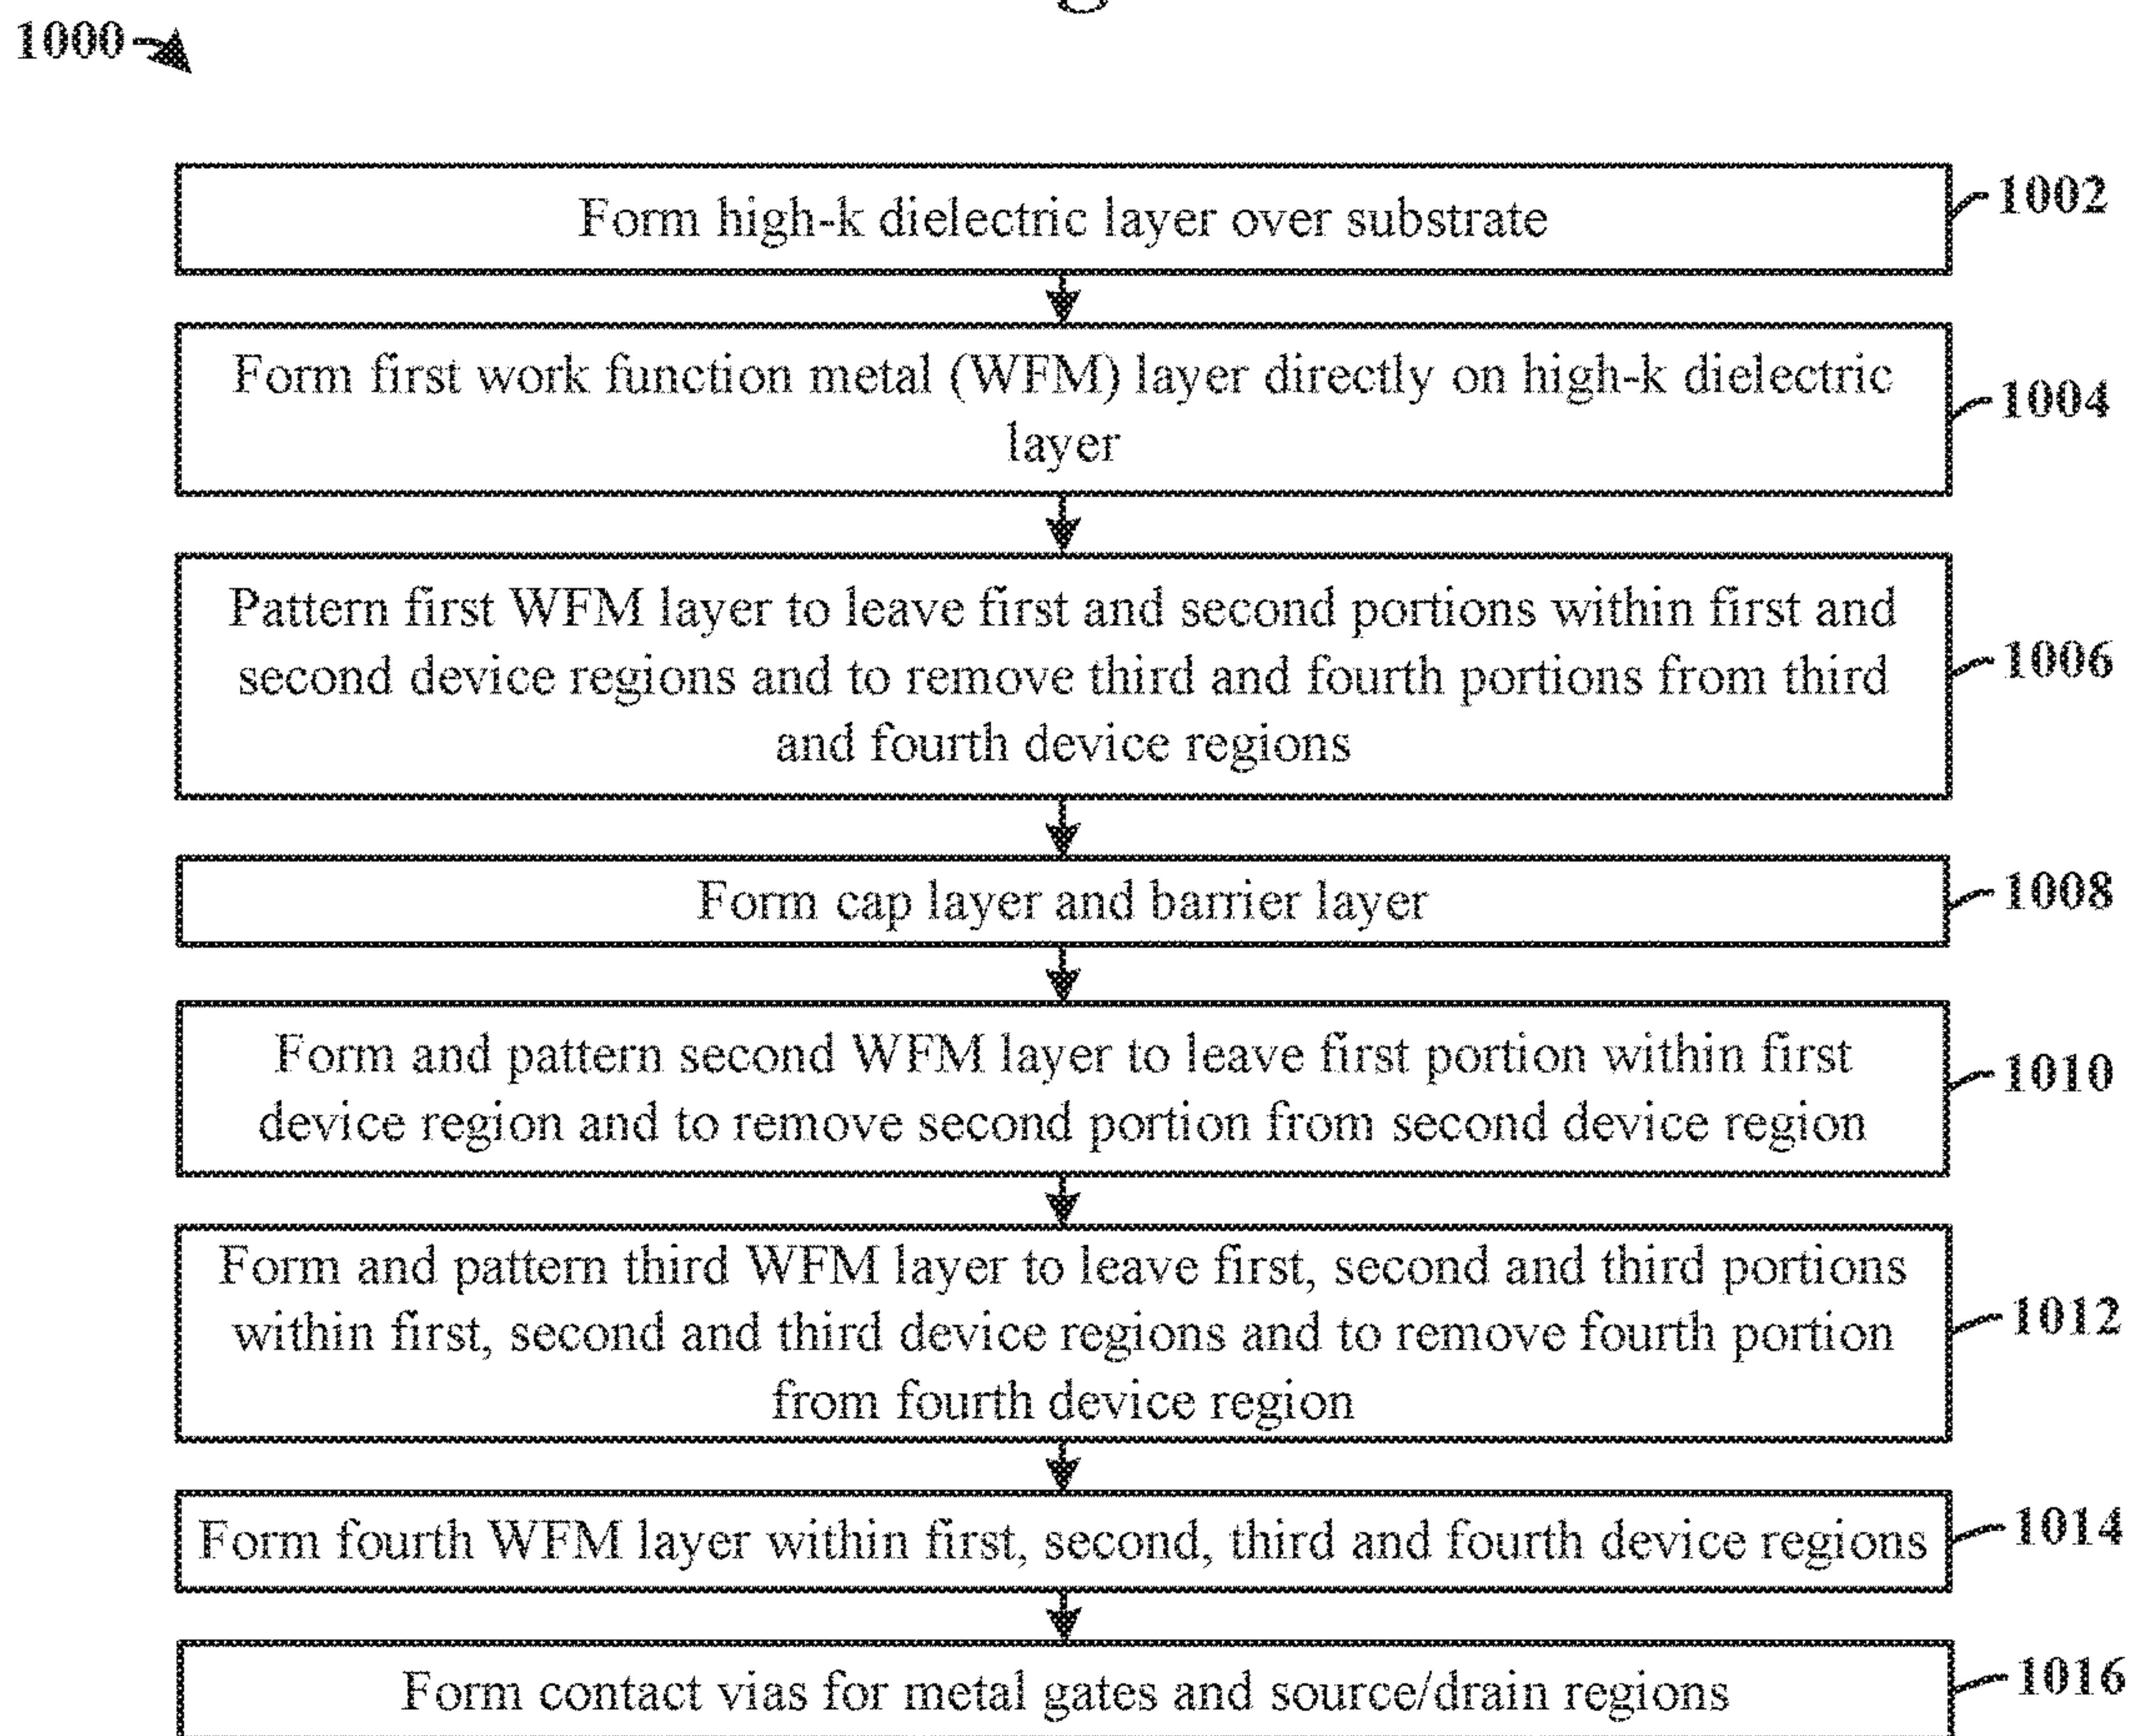 1000
Form high-k dielectric layer over substrate
1002
Form first work function metal (WFM) layer directly on high-k dielectric
layer
1004
Pattern first WFM layer to leave first and second portions within first and
second device regions and to remove third and fourth portions from third
and fourth device regions
1006
Form cap layer and barrier layer
1008
Form and pattern second WFM layer to leave first portion within first
device region and to remove second portion from second device region
1010
Form and pattern third WFM layer to leave first, second and third portions
within first, second and third device regions and to remove fourth portion
from fourth device region
1012
Form fourth WFM layer within first, second, third and fourth device regions
1014
Form contact vias for metal gates and source/drain regions
1016